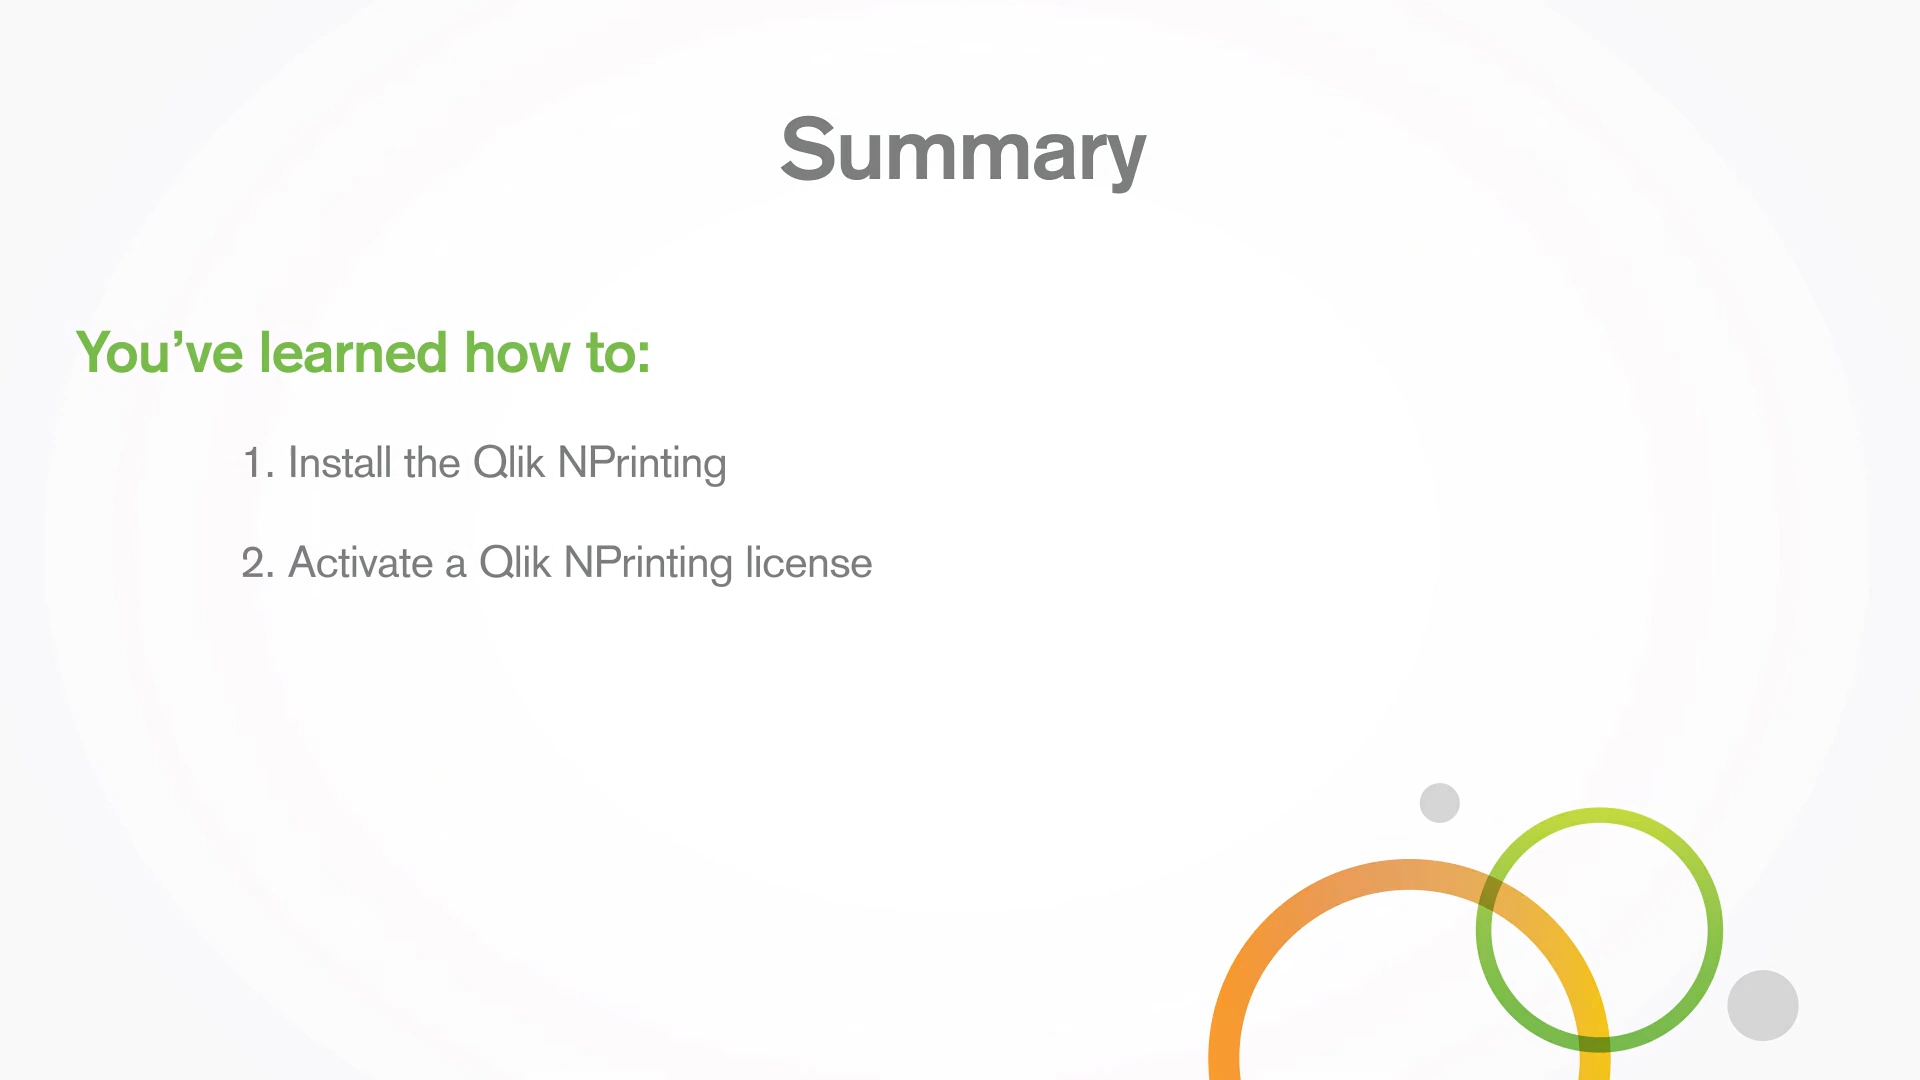 Summary
You’ve learned how to:
1. Install the Qlik NPrinting
2. Activate a Qlik NPrinting license